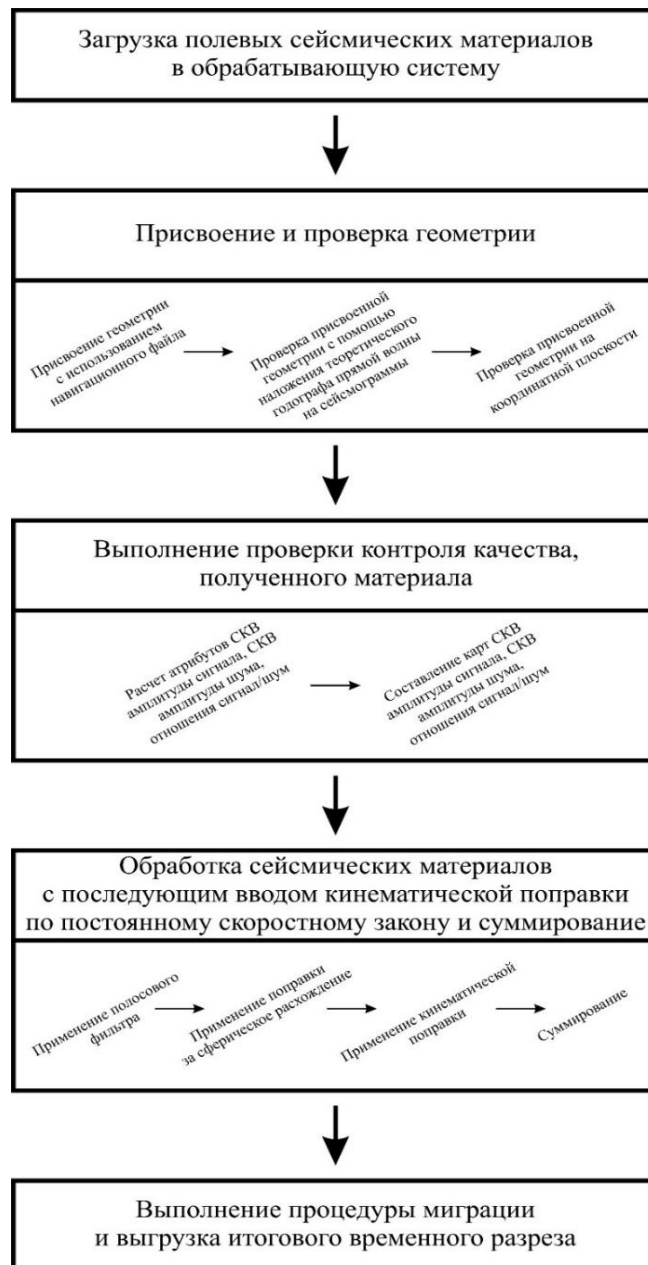 Загрузка полевых сейсмических материалов
в обрабатывающую систему
Присвоение и проверка геометрии
Присвоение геометрии
с использованием
навигационного файла
Проверка присвоенной
геометрии с помощью
наложения теоретического
годографа прямой волны
на сейсмограммы
Проверка присвоенной
геометрии на
координатной плоскости
Выполнение проверки контроля качества,
полученного материала
Расчет атрибутов СКВ
амплитуды сигнала, СКВ
амплитуды шума,
отношения сигнал/шум
Составление карт СКВ
амплитуды сигнала, СКВ
амплитуды шума,
отношения сигнал/шум
Обработка сейсмических материалов
с последующим вводом кинематической поправки
по постоянному скоростному закону и суммирование
Применение полосового
фильтра
Применение поправки
за сферическое расхождение
Применение кинематической
поправки
Суммирование
Выполнение процедуры миграции
и выгрузка итогового временного разреза